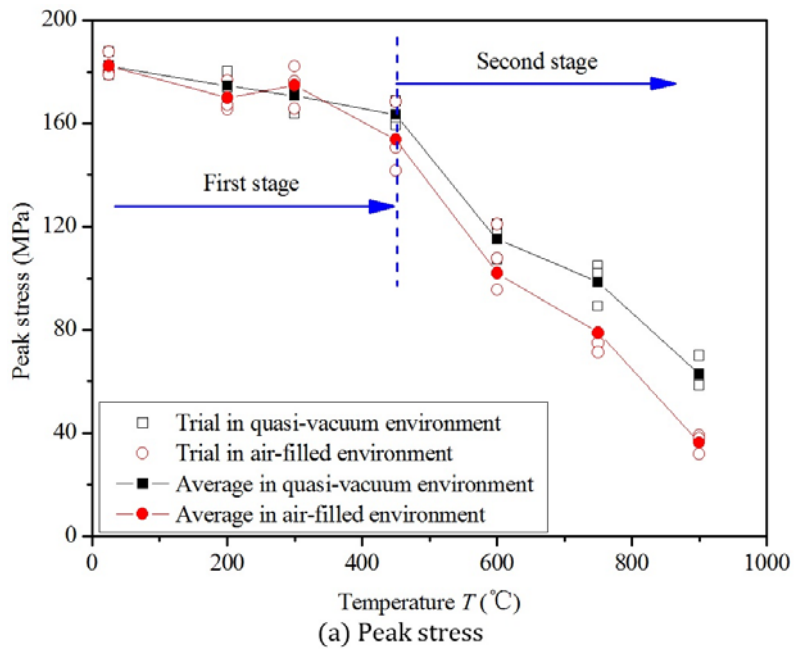 200
160
120
80
40
0
Peak stress (MPa)
Second stage
First stage
Trial in quasi-vacuum environment
Trial in air-filled environment
Average in quasi-vacuum environment
Average in air-filled environment
0 200 400 600 800 1000
Temperature T (℃)
(a) Peak stress